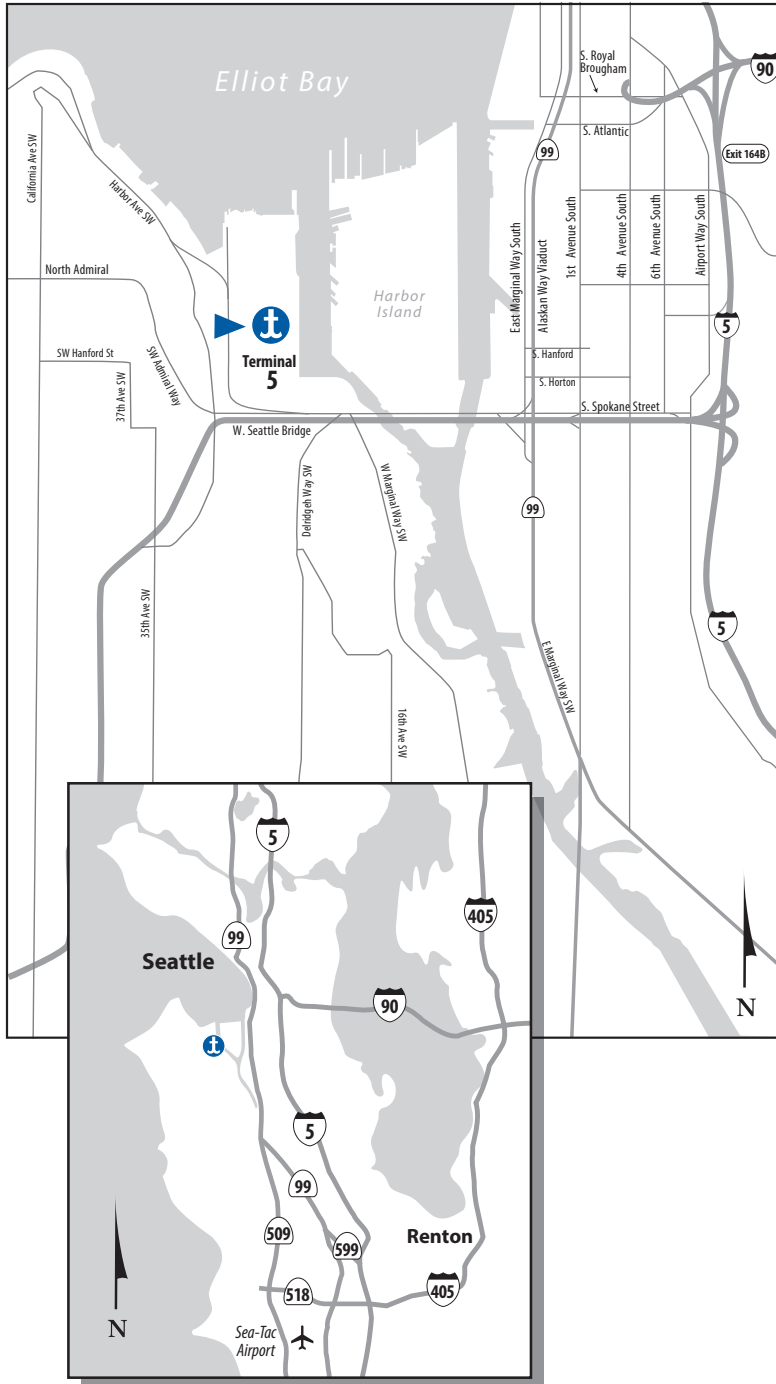 Elliot Bay
S. Royal
Brougham
90
S. Atlantic
99
Exit 164B
California Ave SW
Harbor Ave SW
East Marginal Way South
Alaskan Way Viaduct
1st Avenue South
4th Avenue South
6th Avenue South
Airport Way South
North Admiral
Harbor
Island
5
Terminal
5
SW Hanford St
37th Ave SW
SW Admiral Way
S. Hanford
S. Horton
S. Spokane Street
W. Seattle Bridge
Delridgeh Way SW
W Marginal Way SW
99
35th Ave SW
5
E Marginal Way SW
16th Ave SW
N
5
405
99
Seattle
90
5
99
509
599
Renton
518
405
Sea-Tac
Airport
N